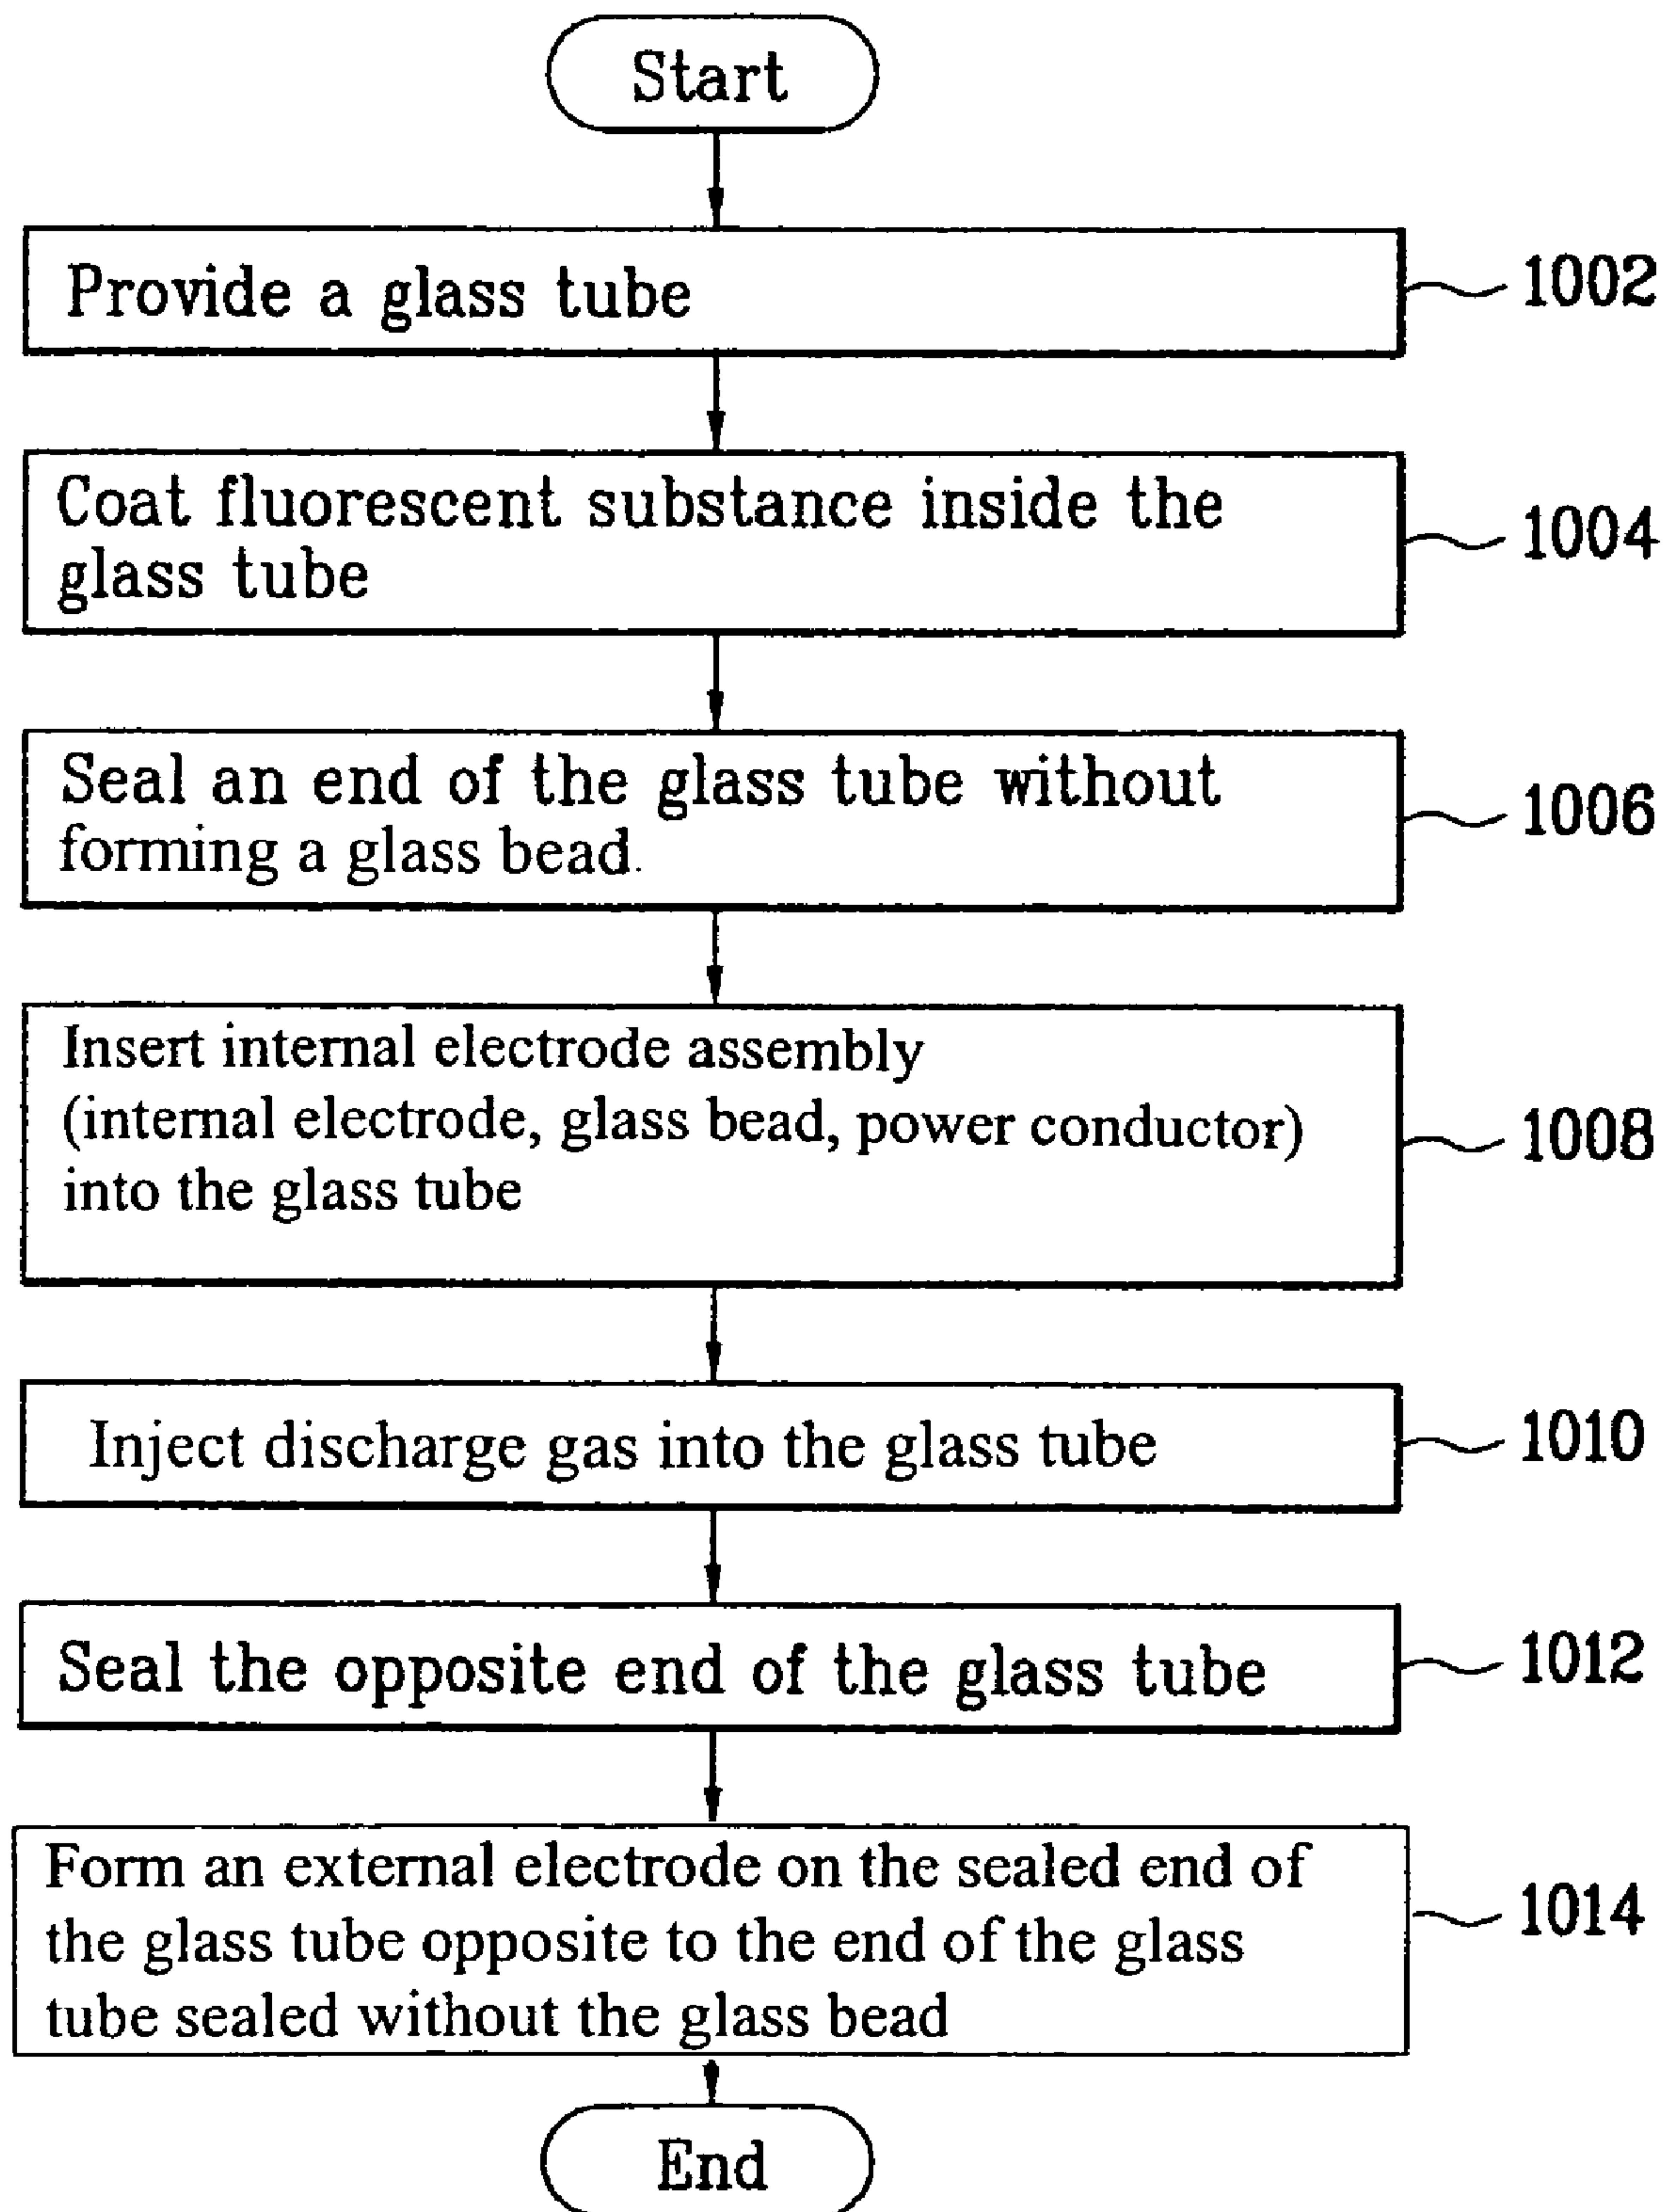 Start
Provide a glass tube
1002
Coat fluorescent substance inside the
glass tube
1004
Seal an end of the glass tube without
forming a glass bead.
1006
Insert internal electrode assembly
(internal electrode, glass bead, power conductor)
into the glass tube
1008
Inject discharge gas into the glass tube
1010
Seal the opposite end of the glass tube
1012
Form an external electrode on the sealed end of
the glass tube opposite to the end of the glass
tube sealed without the glass bead
1014
End